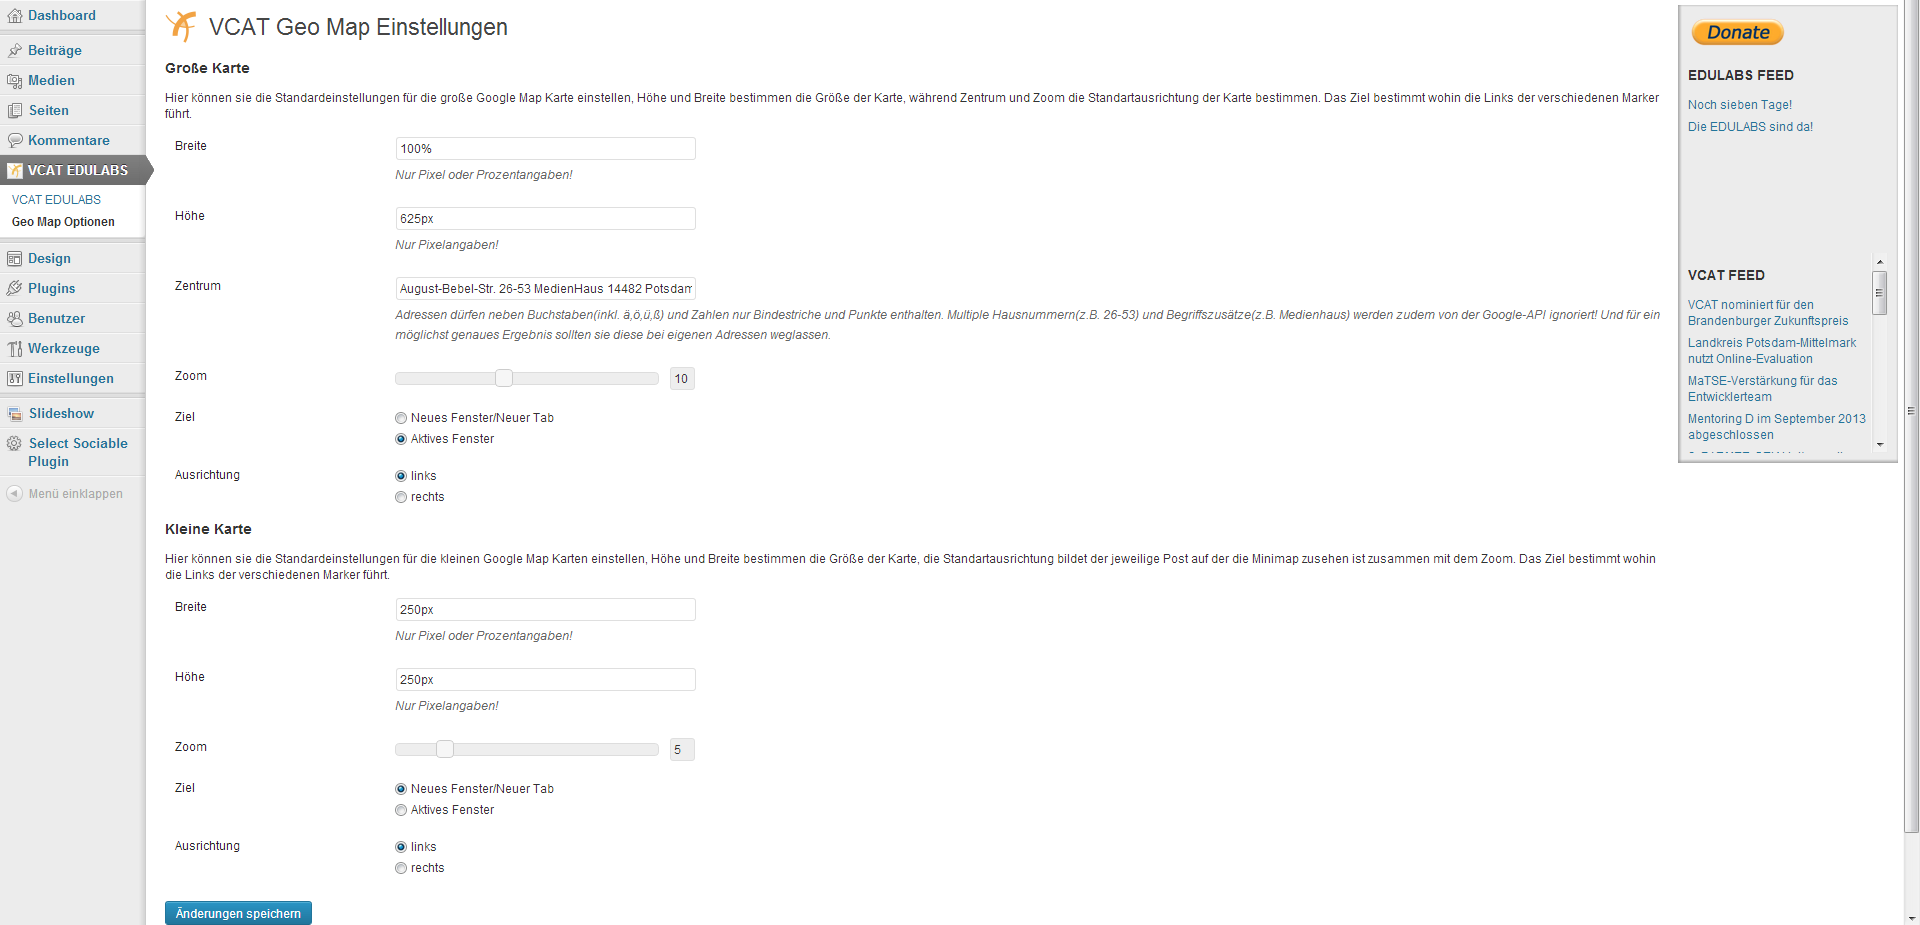 Dashboard
Beiträge
Medien
Seiten
Kommentare
VCAT EDULABS
VCAT EDULABS
Geo Map Optionen
Design
Plugins
Benutzer
Werkzeuge
Einstellungen
Slideshow
Select Sociable
Plugin
Menü einklappen
VCAT Geo Map Einstellungen
Große Karte
Hier können sie die Standardeinstellungen für die große Google Map Karte einstellen, Höhe und Breite bestimmen die Größe der Karte, während Zentrum und Zoom die Standartausrichtung der Karte bestimmen. Das Ziel bestimmt wohin die Links der verschiedenen Marker
führt.
Breite
100%
Nur Pixel oder Prozentangaben!
Höhe
625px
Nur Pixelangaben!
Zentrum
August-Bebel-Str. 26-53 MedienHaus 14482 Potsdam
Adressen dürfen neben Buchstaben(inkl. ä,ö,ü,ß) und Zahlen nur Bindestriche und Punkte enthalten. Multiple Hausnummern(z.B. 26-53) und Begriffszusätze(z.B. Medienhaus) werden zudem von der Google-API ignoriert! Und für ein
möglichst genaues Ergebnis sollten sie diese bei eigenen Adressen weglassen.
Zoom
10
Ziel
Neues Fenster/Neuer Tab
Aktives Fenster
Ausrichtung
links
rechts
Kleine Karte
Hier können sie die Standardeinstellungen für die kleinen Google Map Karten einstellen, Höhe und Breite bestimmen die Größe der Karte, die Standartausrichtung bildet der jeweilige Post auf der die Minimap zusehen ist zusammen mit dem Zoom. Das Ziel bestimmt wohin
die Links der verschiedenen Marker führt.
Breite
250px
Nur Pixel oder Prozentangaben!
Höhe
250px
Nur Pixelangaben!
Zoom
5
Ziel
Neues Fenster/Neuer Tab
Aktives Fenster
Ausrichtung
links
rechts
Änderungen speichern
Donate
EDULABS FEED
Noch sieben Tage!
Die EDULABS sind da!
VCAT FEED
VCAT nominiert für den
Brandenburger Zukunftspreis
Landkreis Potsdam-Mittelmark
nutzt Online-Evaluation
MaTSE-Verstärkung für das
Entwicklerteam
Mentoring D im September 2013
abgeschlossen